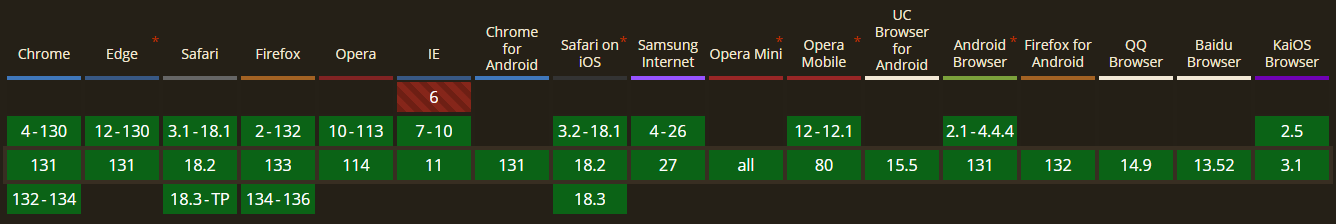 Chrome Edge * Safari Firefox Opera IE Chrome for Android Safari on iOS * Samsung Internet Opera Mini * Opera Mobile * UC Browser for Android Android Browser * Firefox for Android QQ Browser Baidu Browser KaiOS Browser
6
4-130 12-130 3.1-18.1 2-132 10-113 7-10 3.2-18.1 4-26 12-12.1 2.1-4.4.4 2.5
131 131 18.2 133 114 11 131 18.2 27 all 80 15.5 131 132 14.9 13.52 3.1
132-134 18.3-TP 134-136 18.3